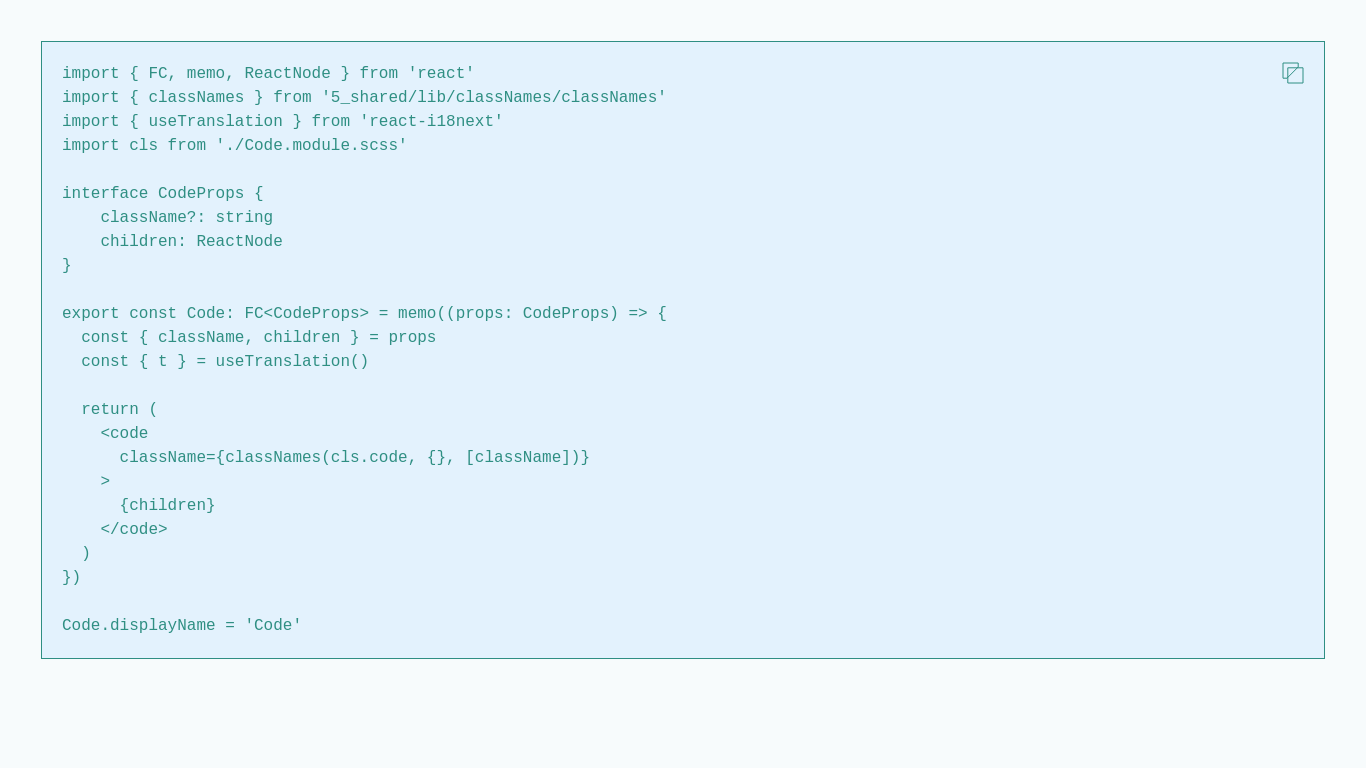 import { FC, memo, ReactNode } from 'react'
import { classNames } from '5_shared/lib/classNames/classNames'
import { useTranslation } from 'react-i18next'
import cls from './Code.module.scss'

interface CodeProps {
    className?: string
    children: ReactNode
}

export const Code: FC<CodeProps> = memo((props: CodeProps) => {
  const { className, children } = props
  const { t } = useTranslation()

  return (
    <code
      className={classNames(cls.code, {}, [className])}
    >
      {children}
    </code>
  )
})

Code.displayName = 'Code'